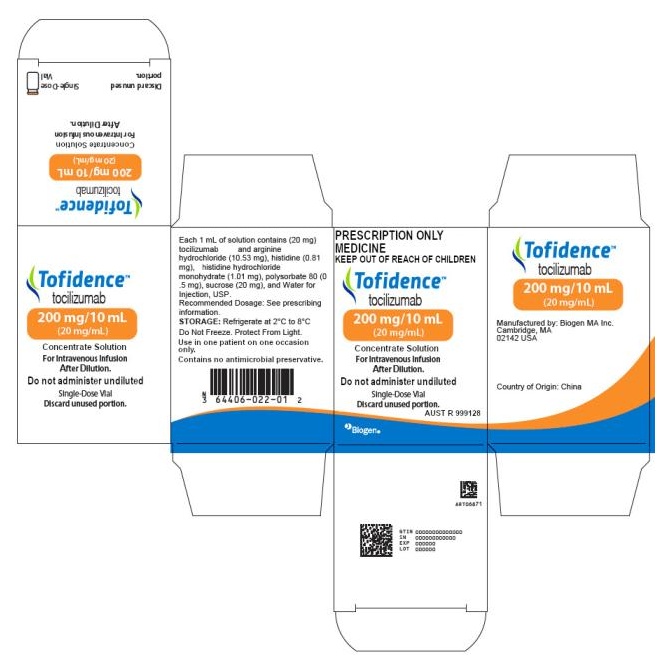 Discard unused
portion.
Single-Dose
Vial
Concentrate Solution
For Intravenous Infusion
After Dilution.
200 mg/10 mL
(20 mg/mL)
Tofidence™
tocilizumab
Tofidence™
tocilizumab
200 mg/10 mL
(20 mg/mL)
Concentrate Solution
For Intravenous Infusion
After Dilution.
Do not administer undiluted
Single-Dose Vial
Discard unused portion.
Each 1 mL of solution contains (20 mg)
tocilizumab and arginine
hydrochloride (10.53 mg), histidine (0.81
mg), histidine hydrochloride
monohydrate (1.01 mg), polysorbate 80 (0
.5 mg), sucrose (20 mg), and Water for
Injection, USP.
Recommended Dosage: See prescribing
information.
STORAGE: Refrigerate at 2°C to 8°C
Do Not Freeze. Protect From Light.
Use in one patient on one occasion
only.
Contains no antimicrobial preservative.
3 64406-022-01 2
PRESCRIPTION ONLY
MEDICINE
KEEP OUT OF REACH OF CHILDREN
Tofidence™
tocilizumab
200 mg/10 mL
(20 mg/mL)
Concentrate Solution
For Intravenous Infusion
After Dilution.
Do not administer undiluted
Single-Dose Vial
Discard unused portion.
AUST R 999128
Biogen®
Tofidence™
tocilizumab
200 mg/10 mL
(20 mg/mL)
Manufactured by: Biogen MA Inc.
Cambridge, MA
02142 USA
Country of Origin: China
SN
EXP 000000
LOT 000000